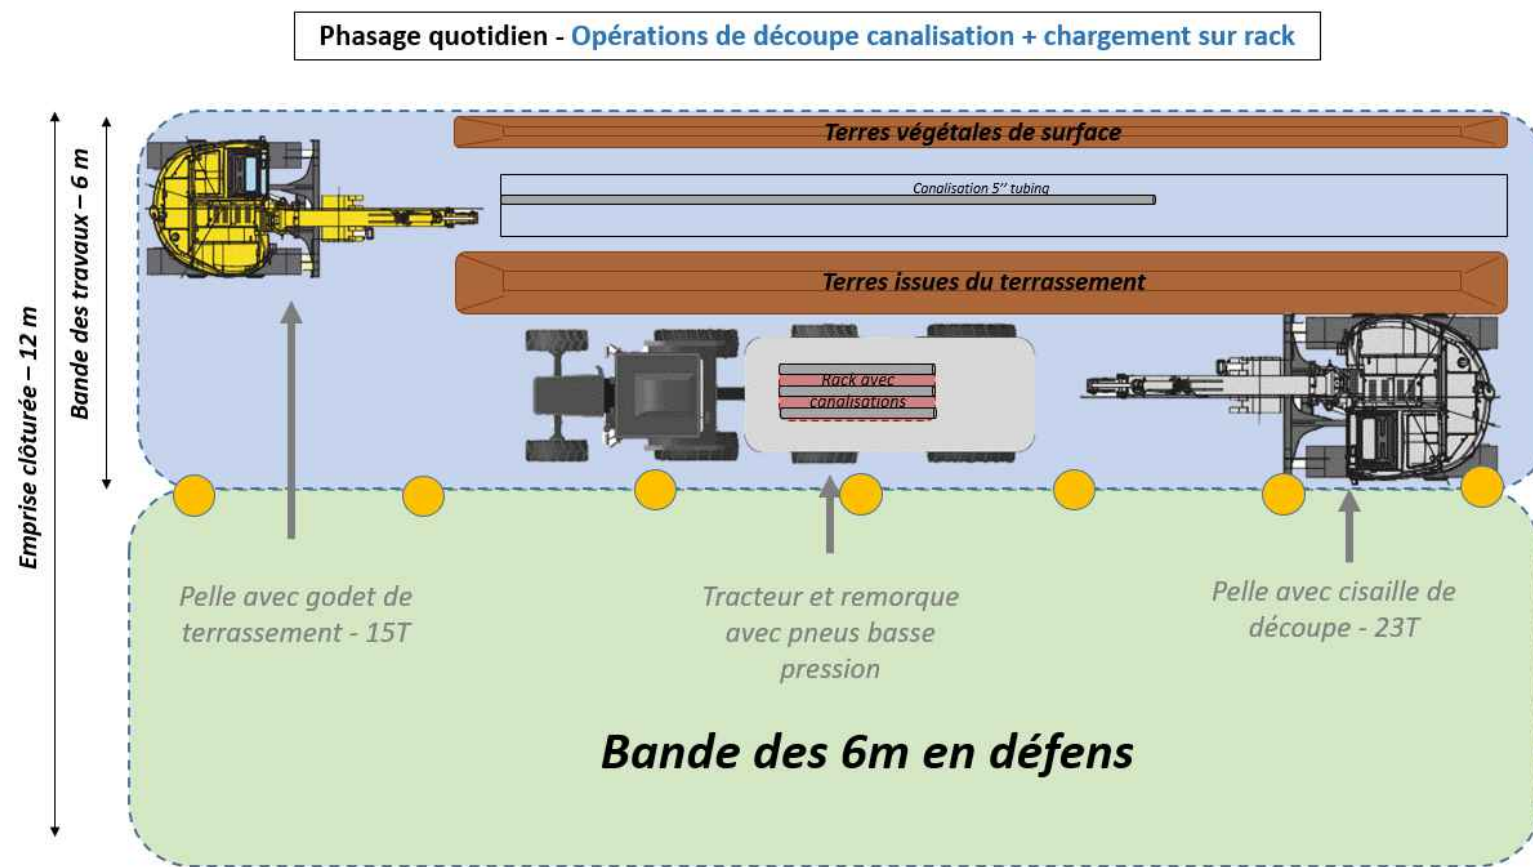 Phasage quotidien - Opérations de découpe canalisation + chargement sur rack
Emprise clôturée – 12 m
Bande des travaux – 6 m
Terres végétales de surface
Canalisation 5’’ tubing
Terres issues du terrassement
Rack avec
canalisations
Pelle avec godet de
terrassement - 15T
Tracteur et remorque
avec pneus basse
pression
Pelle avec cisaille de
découpe - 23T
Bande des 6m en défens